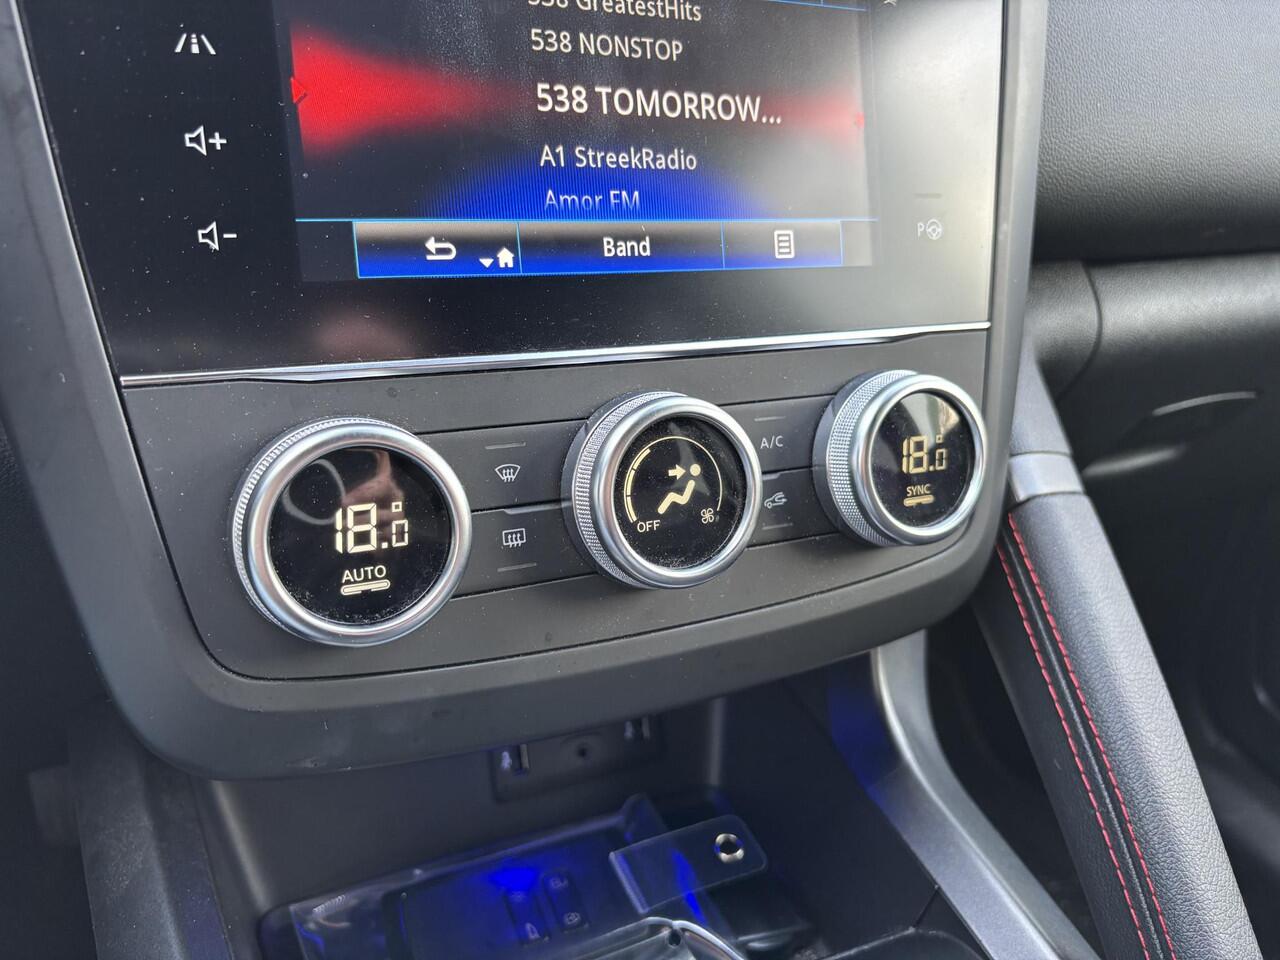 538 GreatestHits
538 NONSTOP
538 TOMORROW...
A1 StreekRadio
Amor FM
Band
P
A/C
18.0
AUTO
OFF
18.0
SYNC